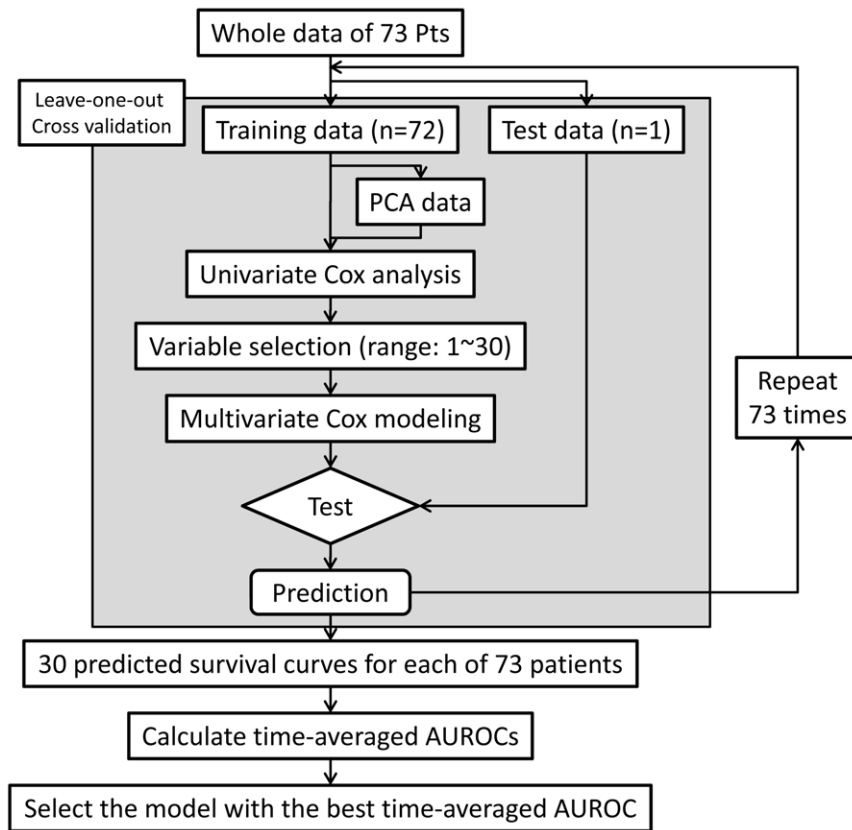 Whole data of 73 Pts
Leave-one-out
Cross validation
Training data (n=72)
Test data (n=1)
PCA data
Univariate Cox analysis
Variable selection (range: 1~30)
Multivariate Cox modeling
Repeat
73 times
Test
Prediction
30 predicted survival curves for each of 73 patients
Calculate time-averaged AUROCs
Select the model with the best time-averaged AUROC